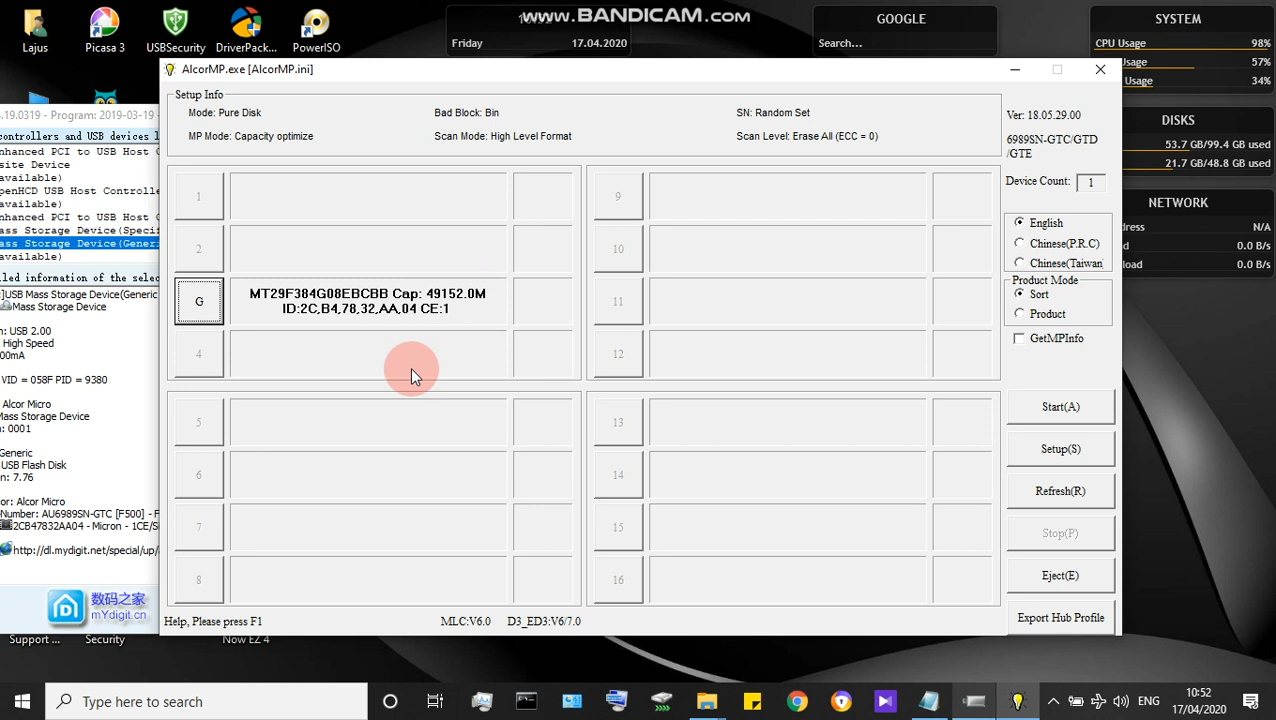 www.BANDICAM.com
Friday 17.04.2020
GOOGLE
Search...
SYSTEM
CPU Usage 98%
Usage 57%
Usage 34%
DISKS
53.7 GB/99.4 GB used
21.7 GB/48.8 GB used
NETWORK
dress N/A
d 0.0 B/s
load 0.0 B/s
Lajus
Picasa 3
USBSecurity
DriverPack...
PowerISO
.19.0319 - Program: 2019-03-19 -
controllers and USB devices l
nhanced PCI to USB Host C
site Device
available)
penHCD USB Host Controlle
available)
nhanced PCI to USB Host C
ass Storage Device(Specif
ass Storage Device(Generi
available)
led information of the selec
]USB Mass Storage Device(Generic
Mass Storage Device
n: USB 2.00
High Speed
00mA
VID = 058F PID = 9380
Alcor Micro
Mass Storage Device
n: 0001
Generic
USB Flash Disk
n: 7.76
or: Alcor Micro
Number: AU6989SN-GTC [F500] - F
2CB47832AA04 - Micron - 1CE/S
http://dl.mydigit.net/special/up/
数码之家
mYdigit.cn
Support ...
Security
Now EZ 4
AlcorMP.exe [AlcorMP.ini]
Setup Info
Mode: Pure Disk
Bad Block: Bin
SN: Random Set
MP Mode: Capacity optimize
Scan Mode: High Level Format
Scan Level: Erase All (ECC = 0)
1
2
G
MT29F384G08EBCBB Cap: 49152.0M
ID:2C,B4,78,32,AA,04 CE:1
4
5
6
7
8
9
10
11
12
13
14
15
16
Help, Please press F1
MLC:V6.0
D3_ED3:V6/7.0
Ver: 18.05.29.00
6989SN-GTC/GTD
/GTE
Device Count: 1
English
Chinese(P.R.C)
Chinese(Taiwan
Product Mode
Sort
Product
GetMPInfo
Start(A)
Setup(S)
Refresh(R)
Stop(P)
Eject(E)
Export Hub Profile
Type here to search
ENG
10:52
17/04/2020